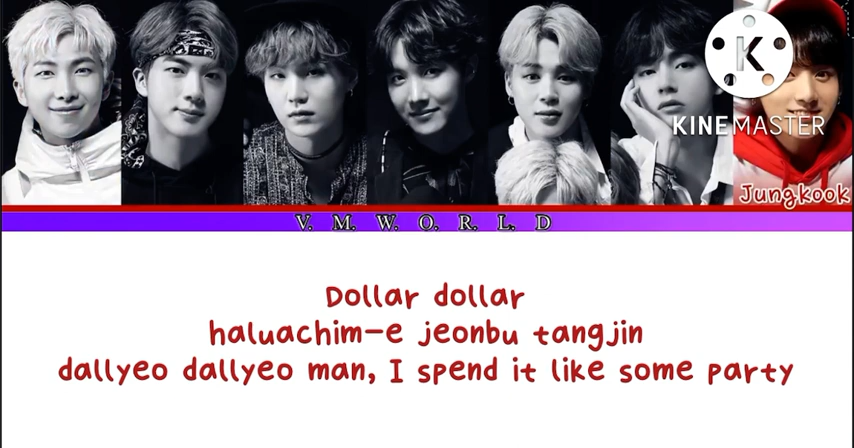 K
KINEMASTER
Jungkook
V. M. W. O. R. L. D
Dollar dollar
haluachim-e jeonbu tangjin
dallyeo dallyeo man, I spend it like some party